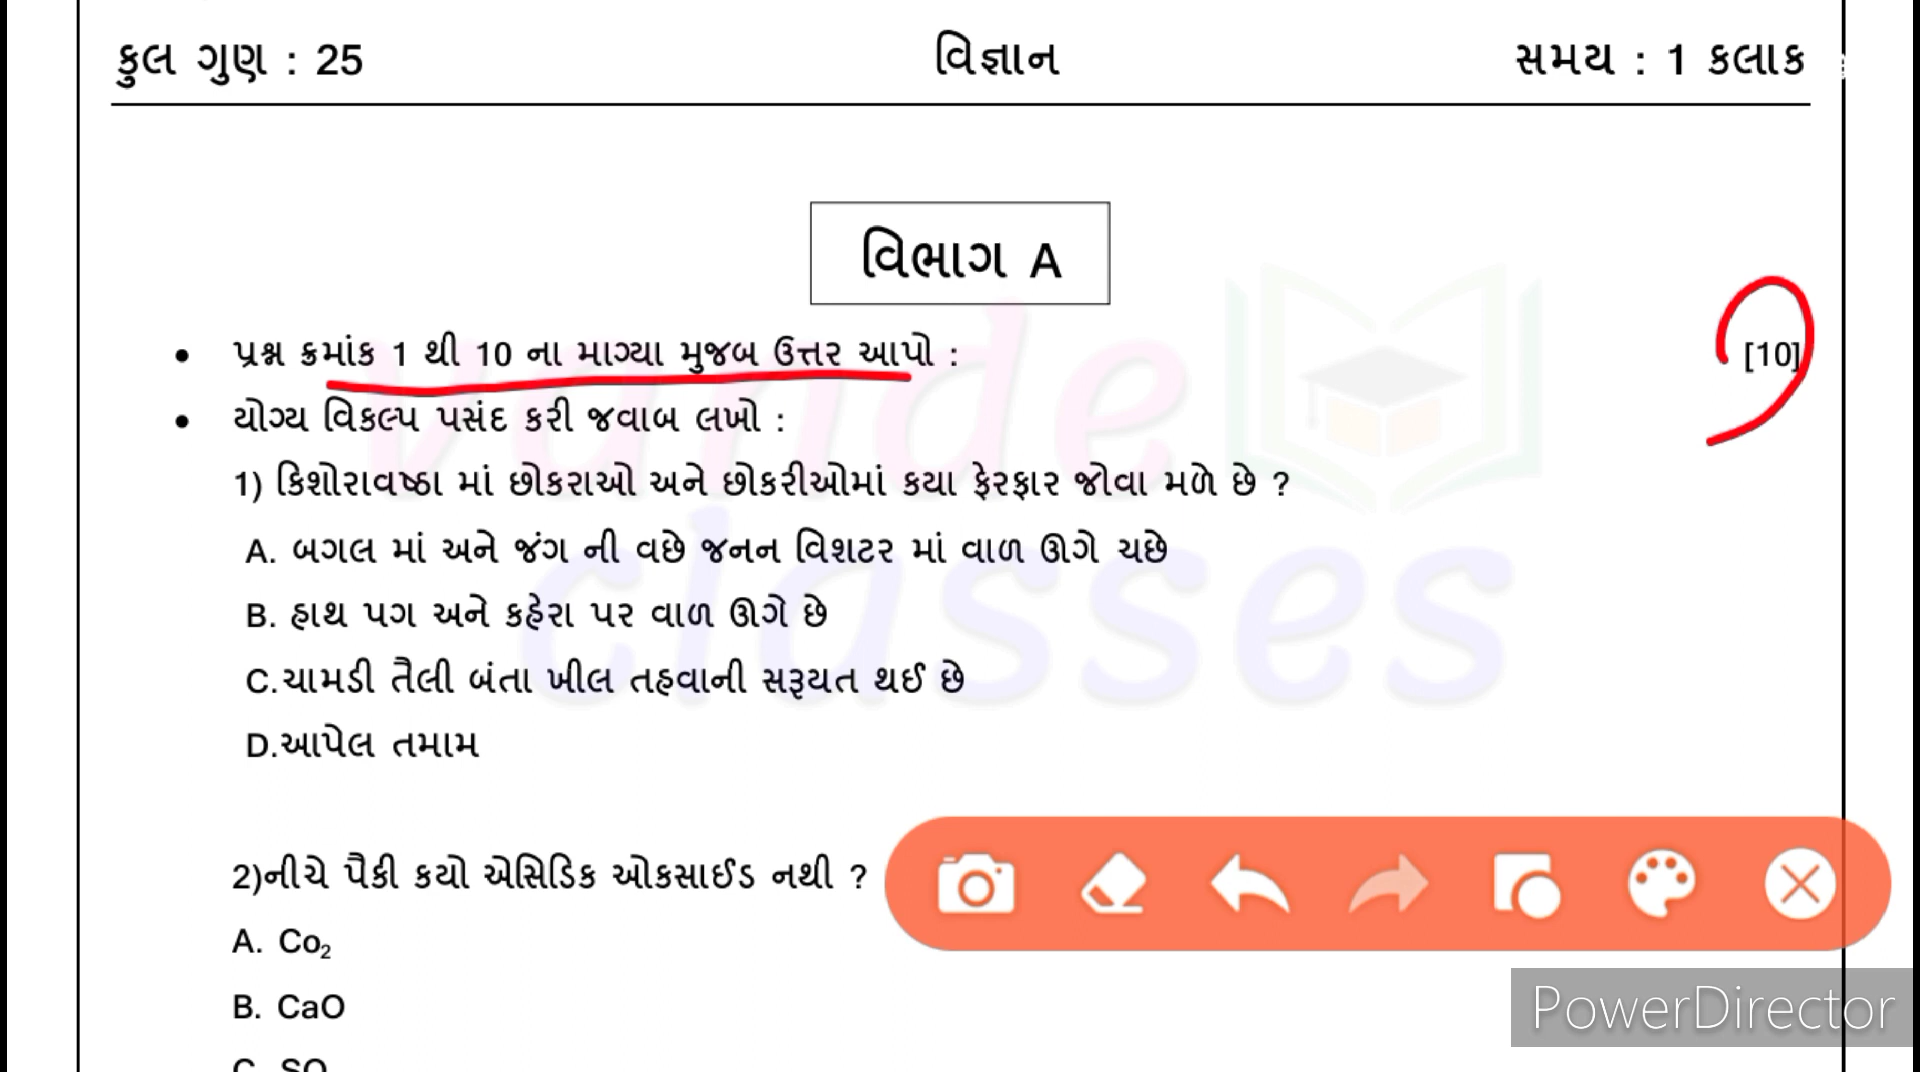 કુલ ગુણ : 25 વિજ્ઞાન સમય : 1 કલાક
વિભાગ A
• પ્રશ્ન ક્રમાંક 1 થી 10 ના માગ્યા મુજબ ઉત્તર આપો : [10]
• યોગ્ય વિકલ્પ પસંદ કરી જવાબ લખો :
1) કિશોરાવષ્ઠા માં છોકરાઓ અને છોકરીઓમાં કયા ફેરફાર જોવા મળે છે ?
A. બગલ માં અને જંગ ની વછે જનન વિશટર માં વાળ ઊગે ચછે
B. હાથ પગ અને કહેરા પર વાળ ઊગે છે
C.ચામડી તૈલી બંતા ખીલ તહવાની સરૂયત થઈ છે
D.આપેલ તમામ
2)નીચે પૈકી કયો એસિડિક ઓકસાઈડ નથી ?
A. Co₂
B. CaO
vande
classes
PowerDirector